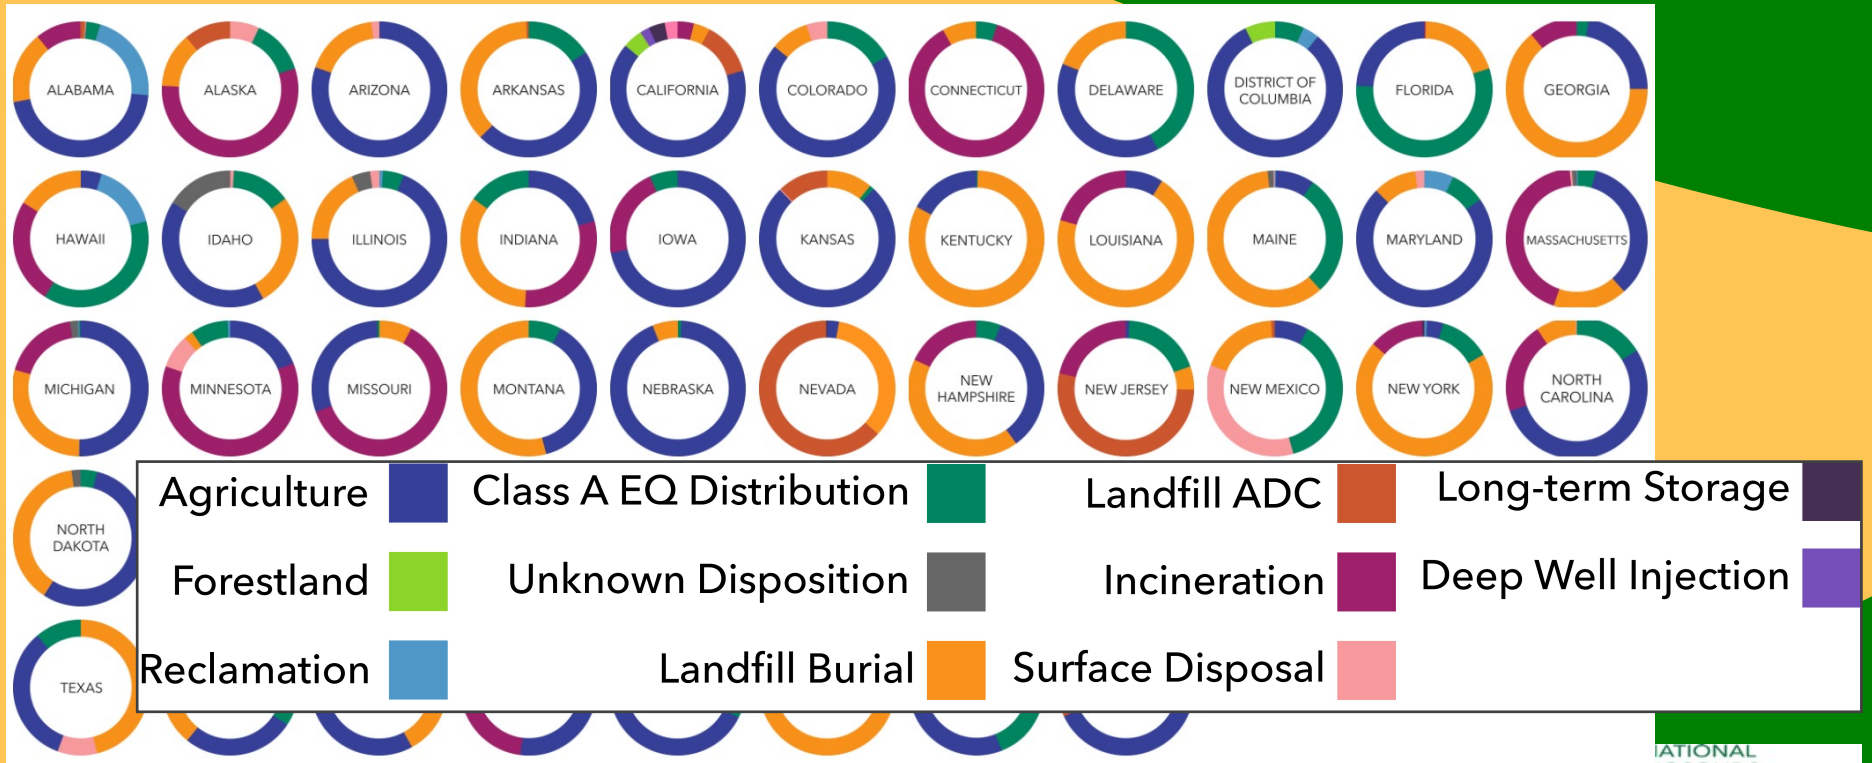 ALABAMA
ALASKA
ARIZONA
ARKANSAS
CALIFORNIA
COLORADO
CONNECTICUT
DELAWARE
DISTRICT OF
COLUMBIA
FLORIDA
GEORGIA
HAWAII
IDAHO
ILLINOIS
INDIANA
IOWA
KANSAS
KENTUCKY
LOUISIANA
MAINE
MARYLAND
MASSACHUSETTS
MICHIGAN
MINNESOTA
MISSOURI
MONTANA
NEBRASKA
NEVADA
NEW
HAMPSHIRE
NEW JERSEY
NEW MEXICO
NEW YORK
NORTH
CAROLINA
NORTH
DAKOTA
TEXAS
Agriculture
Class A EQ Distribution
Landfill ADC
Long-term Storage
Forestland
Unknown Disposition
Incineration
Deep Well Injection
Reclamation
Landfill Burial
Surface Disposal